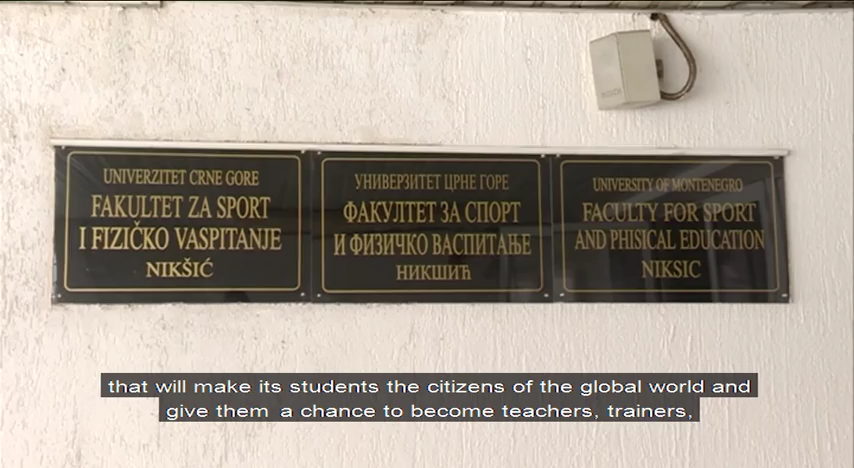 UNIVERZITET CRNE GORE
FAKULTET ZA SPORT
I FIZIČKO VASPITANJE
NIKŠIĆ
УНИВЕРЗИТЕТ ЦРНЕ ГОРЕ
ФАКУЛТЕТ ЗА СПОРТ
И ФИЗИЧКО ВАСПИТАЊЕ
НИКШИЋ
UNIVERSITY OF MONTENEGRO
FACULTY FOR SPORT
AND PHISICAL EDUCATION
NIKSIC
that will make its students the citizens of the global world and
give them a chance to become teachers, trainers,